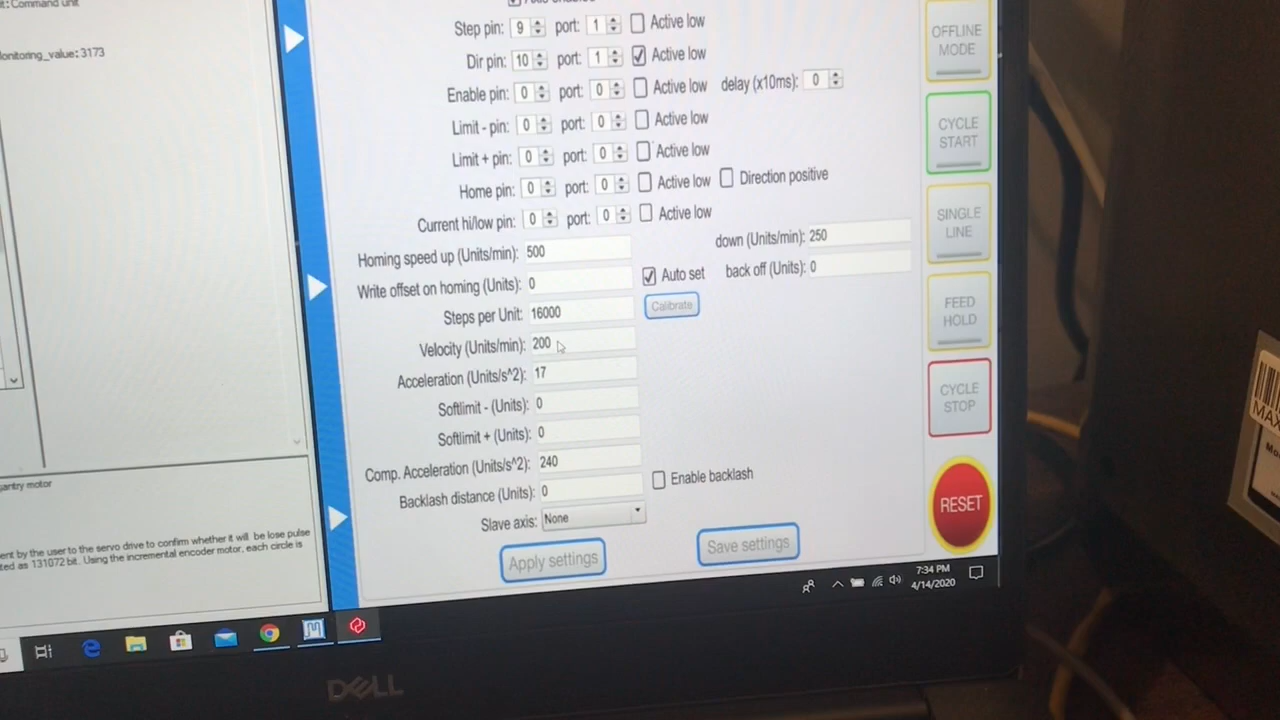 t:Command unit
onitoring_value: 3173
antry motor
ent by the user to the servo drive to confirm whether it will be lose pulse
ted as 131072 bit. Using the incremental encoder motor, each circle is
Step pin: 9 port: 1 Active low
Dir pin: 10 port: 1 Active low
Enable pin: 0 port: 0 Active low delay (x10ms): 0
Limit - pin: 0 port: 0 Active low
Limit + pin: 0 port: 0 Active low
Home pin: 0 port: 0 Active low Direction positive
Current hi/low pin: 0 port: 0 Active low
Homing speed up (Units/min): 500 down (Units/min): 250
Write offset on homing (Units): 0 Auto set back off (Units): 0
Steps per Unit: 16000 Calibrate
Velocity (Units/min): 200
Acceleration (Units/s^2): 17
Softlimit - (Units): 0
Softlimit + (Units): 0
Comp. Acceleration (Units/s^2): 240
Backlash distance (Units): 0 Enable backlash
Slave axis: None
Apply settings Save settings
OFFLINE
MODE
CYCLE
START
SINGLE
LINE
FEED
HOLD
CYCLE
STOP
RESET
7:34 PM
4/14/2020
DELL
MAX